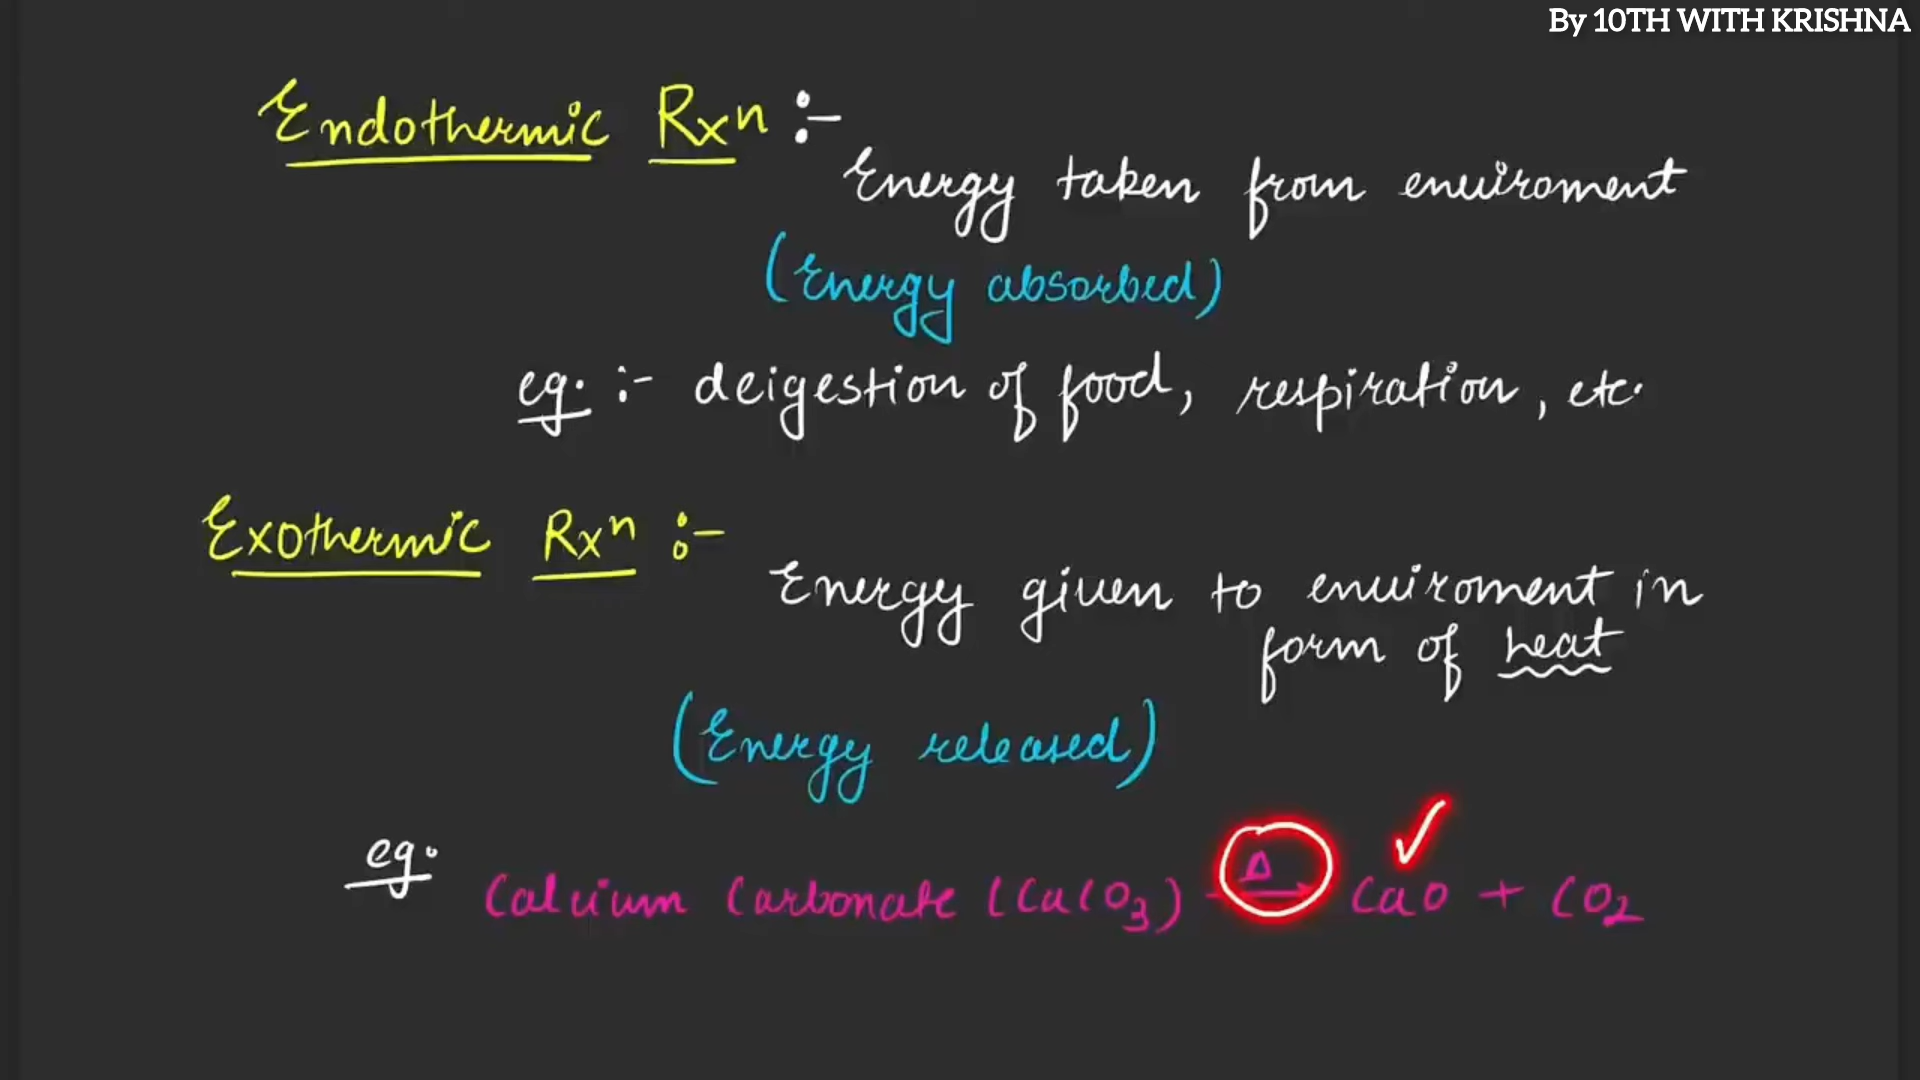 By 10TH WITH KRISHNA
Endothermic Rxⁿ :-
Energy taken from enviroment
(Energy absorbed)
eg. :- deigestion of food, respiration, etc.
Exothermic Rxⁿ :-
Energy given to enviroment in
form of heat
(Energy released)
eg.
Calcium Carbonate (CaCO₃) Δ→ CaO + CO₂